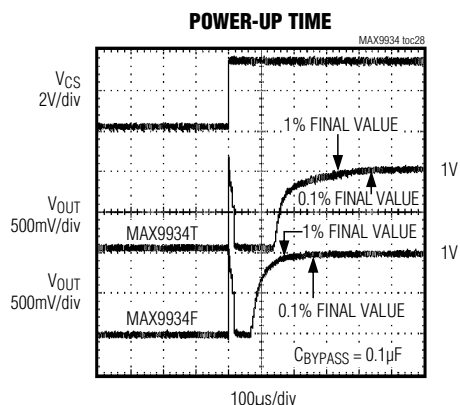 POWER-UP TIME
MAX9934 toc28
VCS
2V/div
1% FINAL VALUE
1V
0.1% FINAL VALUE
VOUT
500mV/div
MAX9934T
1% FINAL VALUE
1V
VOUT
500mV/div
MAX9934F
0.1% FINAL VALUE
CBYPASS = 0.1µF
100µs/div